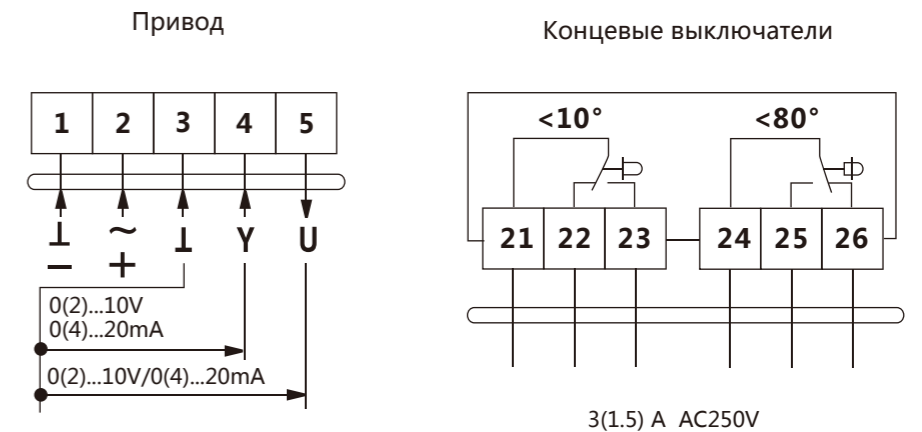 Привод
Концевые выключатели
1 2 3 4 5
⊥ ~ ⊥ Y U
− +
0(2)...10V
0(4)...20mA
0(2)...10V/0(4)...20mA
<10° <80°
21 22 23 24 25 26
3(1.5) A AC250V